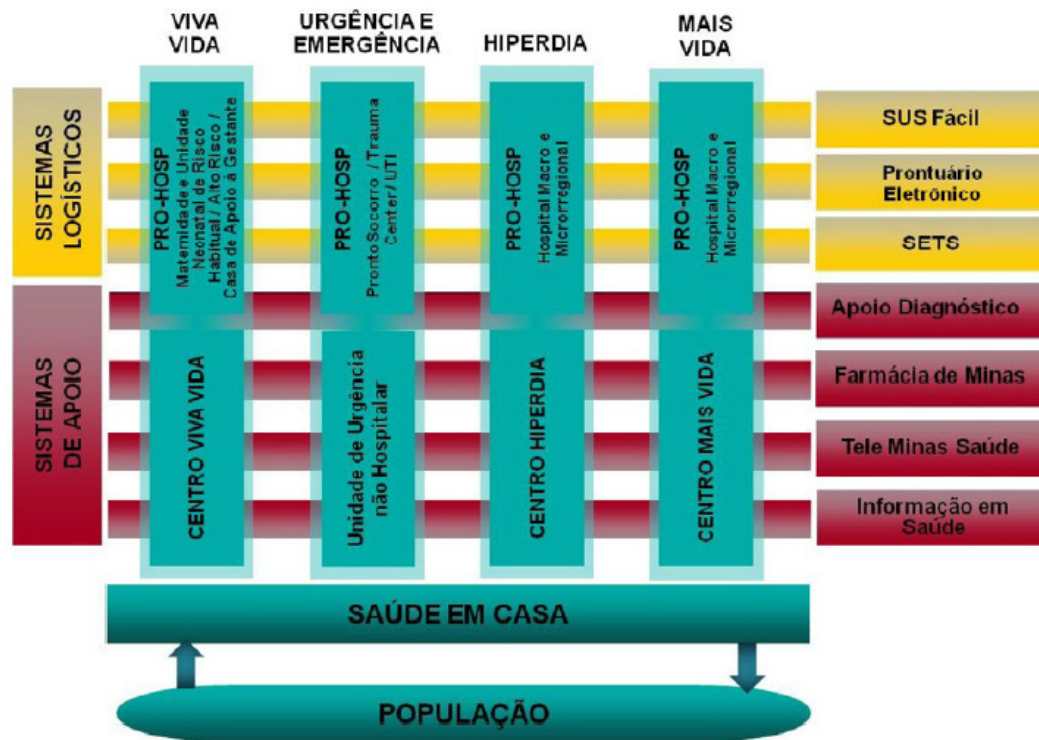 VIVA
VIDA
URGÊNCIA E
EMERGÊNCIA
HIPERDIA
MAIS
VIDA
SISTEMAS
LOGÍSTICOS
SISTEMAS
DE APOIO
PRO-HOSP
Maternidade e Unidade
Neonatal de Risco
Habitual / Alto Risco /
Casa de Apoio á Gestante
PRO-HOSP
Pronto Socorro / Trauma
Center / UTI
PRO-HOSP
Hospital Macro e
Microrregional
PRO-HOSP
Hospital Macro e
Microrregional
CENTRO VIVA VIDA
Unidade de Urgência
não Hospitalar
CENTRO HIPERDIA
CENTRO MAIS VIDA
SUS Fácil
Prontuário
Eletrônico
SETS
Apoio Diagnóstico
Farmácia de Minas
Tele Minas Saúde
Informação em
Saúde
SAÚDE EM CASA
POPULAÇÃO